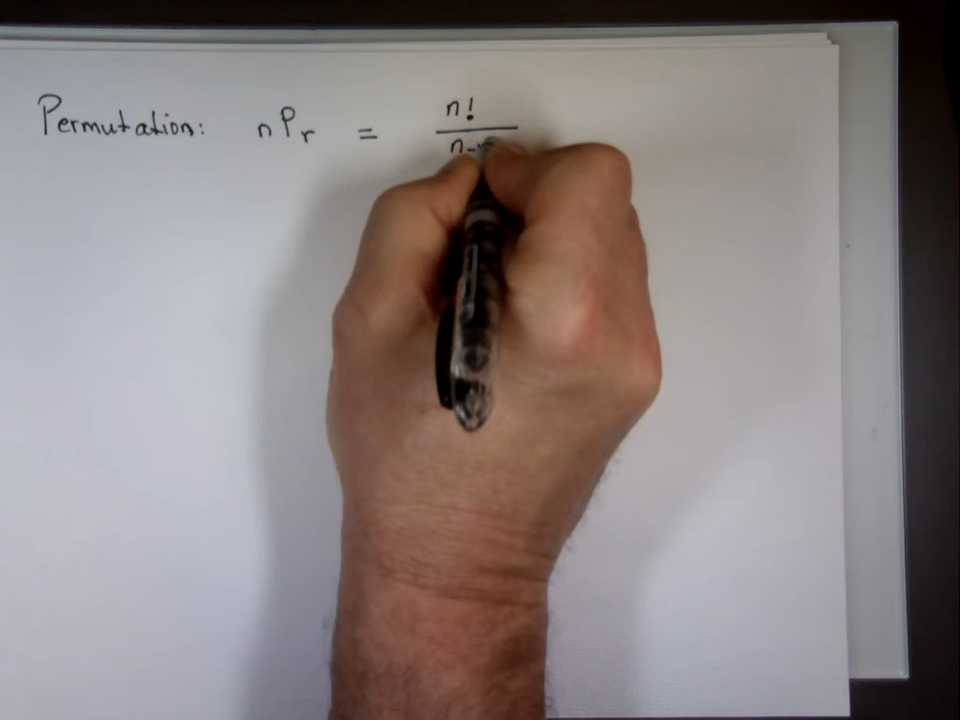 Permutation: nPr = n!
n-